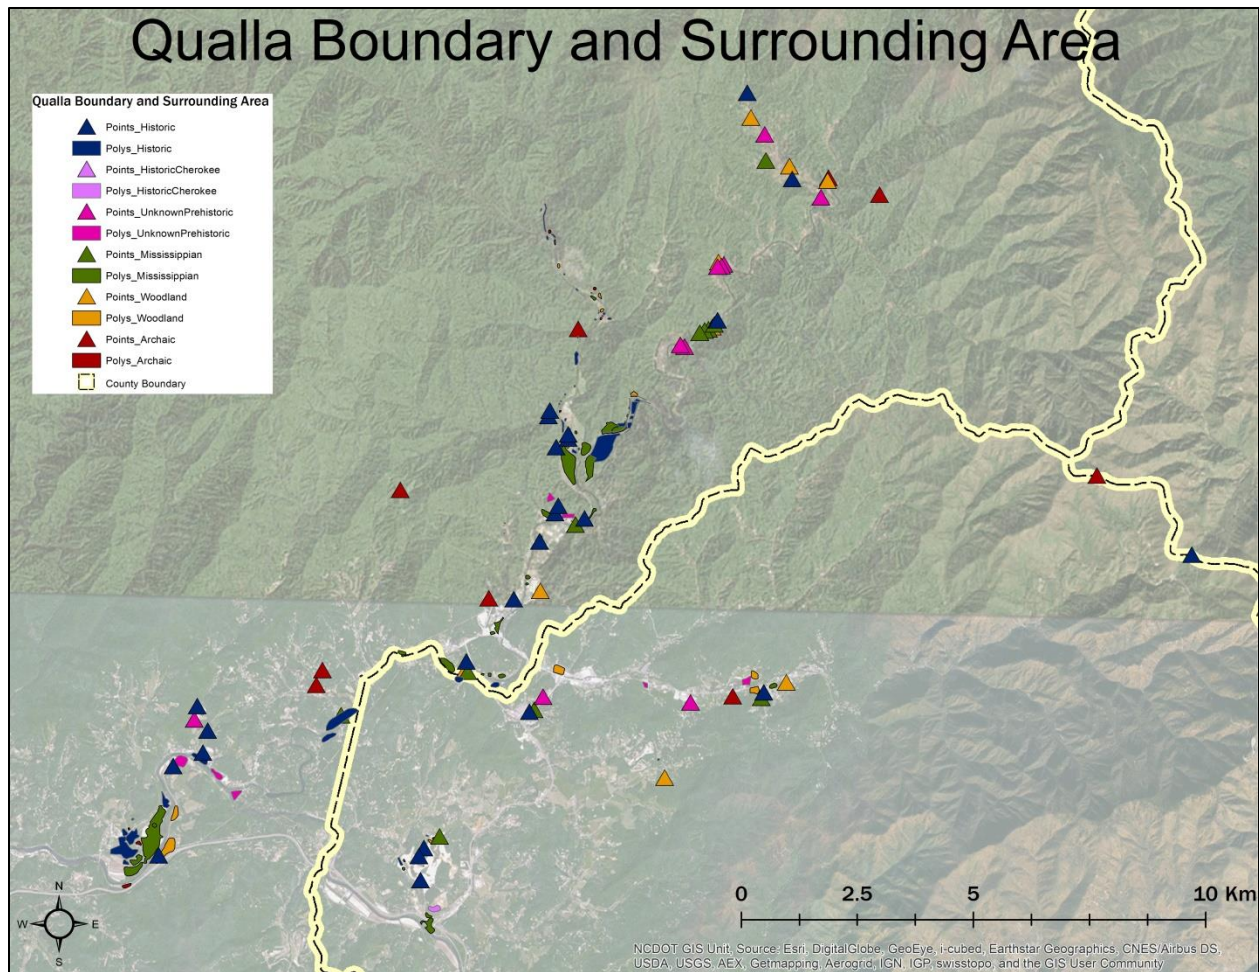 Qualla Boundary and Surrounding Area
Qualla Boundary and Surrounding Area
Points_Historic
Polys_Historic
Points_HistoricCherokee
Polys_HistoricCherokee
Points_UnknownPrehistoric
Polys_UnknownPrehistoric
Points_Mississippian
Polys_Mississippian
Points_Woodland
Polys_Woodland
Points_Archaic
Polys_Archaic
County Boundary
N
W E
S
0 2.5 5 10 Km
NCDOT GIS Unit, Source: Esri, DigitalGlobe, GeoEye, i-cubed, Earthstar Geographics, CNES/Airbus DS,
USDA, USGS, AEX, Getmapping, Aerogrid, IGN, IGP, swisstopo, and the GIS User Community